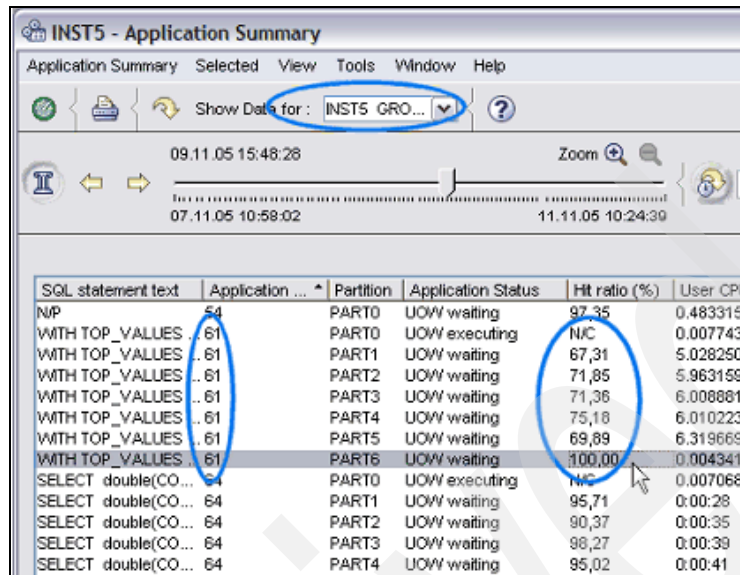 INST5 - Application Summary
Application Summary Selected View Tools Window Help
Show Data for : INST5 GRO...
09.11.05 15:48:28 Zoom
07.11.05 10:58:02 11.11.05 10:24:39
SQL statement text Application ... Partition Application Status Hit ratio (%) User CP
N/P 54 PART0 UOW waiting 97,35 0.483315
WITH TOP_VALUES ... 61 PART0 UOW executing N/C 0.007743
WITH TOP_VALUES ... 61 PART1 UOW waiting 67,31 5.028250
WITH TOP_VALUES ... 61 PART2 UOW waiting 71,85 5.963159
WITH TOP_VALUES ... 61 PART3 UOW waiting 71,36 6.008881
WITH TOP_VALUES ... 61 PART4 UOW waiting 75,18 6.010223
WITH TOP_VALUES ... 61 PART5 UOW waiting 69,89 6.319669
WITH TOP_VALUES ... 61 PART6 UOW waiting 100,00 0.004341
SELECT double(CO... 64 PART0 UOW executing N/C 0.007068
SELECT double(CO... 64 PART1 UOW waiting 95,71 0:00:28
SELECT double(CO... 64 PART2 UOW waiting 90,37 0:00:35
SELECT double(CO... 64 PART3 UOW waiting 98,27 0:00:39
SELECT double(CO... 64 PART4 UOW waiting 95,02 0:00:41